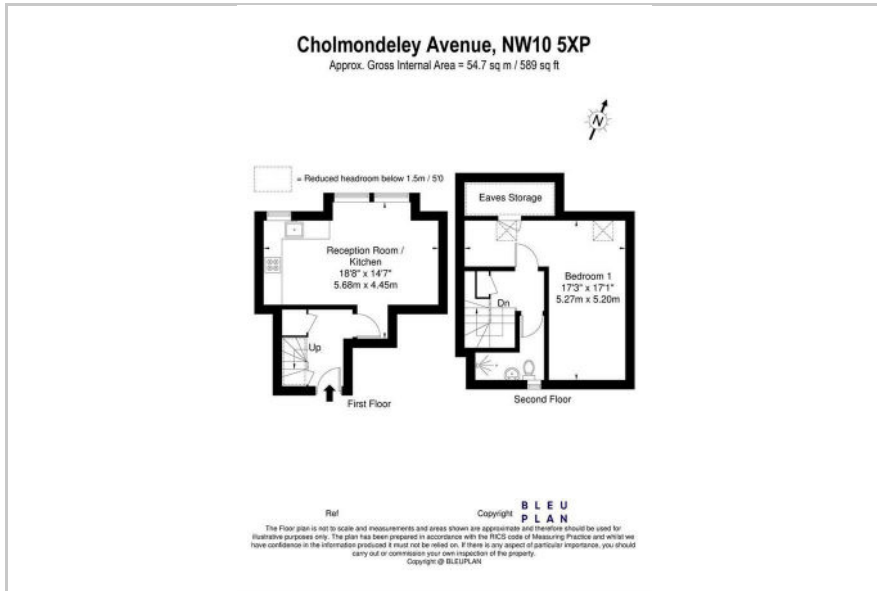 Cholmondeley Avenue, NW10 5XP
Approx. Gross Internal Area = 54.7 sq m / 589 sq ft
N
= Reduced headroom below 1.5m / 5'0
Reception Room /
Kitchen
18'8" x 14'7"
5.68m x 4.45m
Up
First Floor
Eaves Storage
Bedroom 1
17'3" x 17'1"
5.27m x 5.20m
Dn
Second Floor
Ref
Copyright
BLEU
PLAN
The Floor plan is not to scale and measurements and areas shown are approximate and therefore should be used for
illustrative purposes only. The plan has been prepared in accordance with the RICS code of Measuring Practice and whilst we
have confidence in the information produced it must not be relied on. If there is any aspect of particular importance, you should
carry out or commission your own inspection of the property.
Copyright @ BLEUPLAN